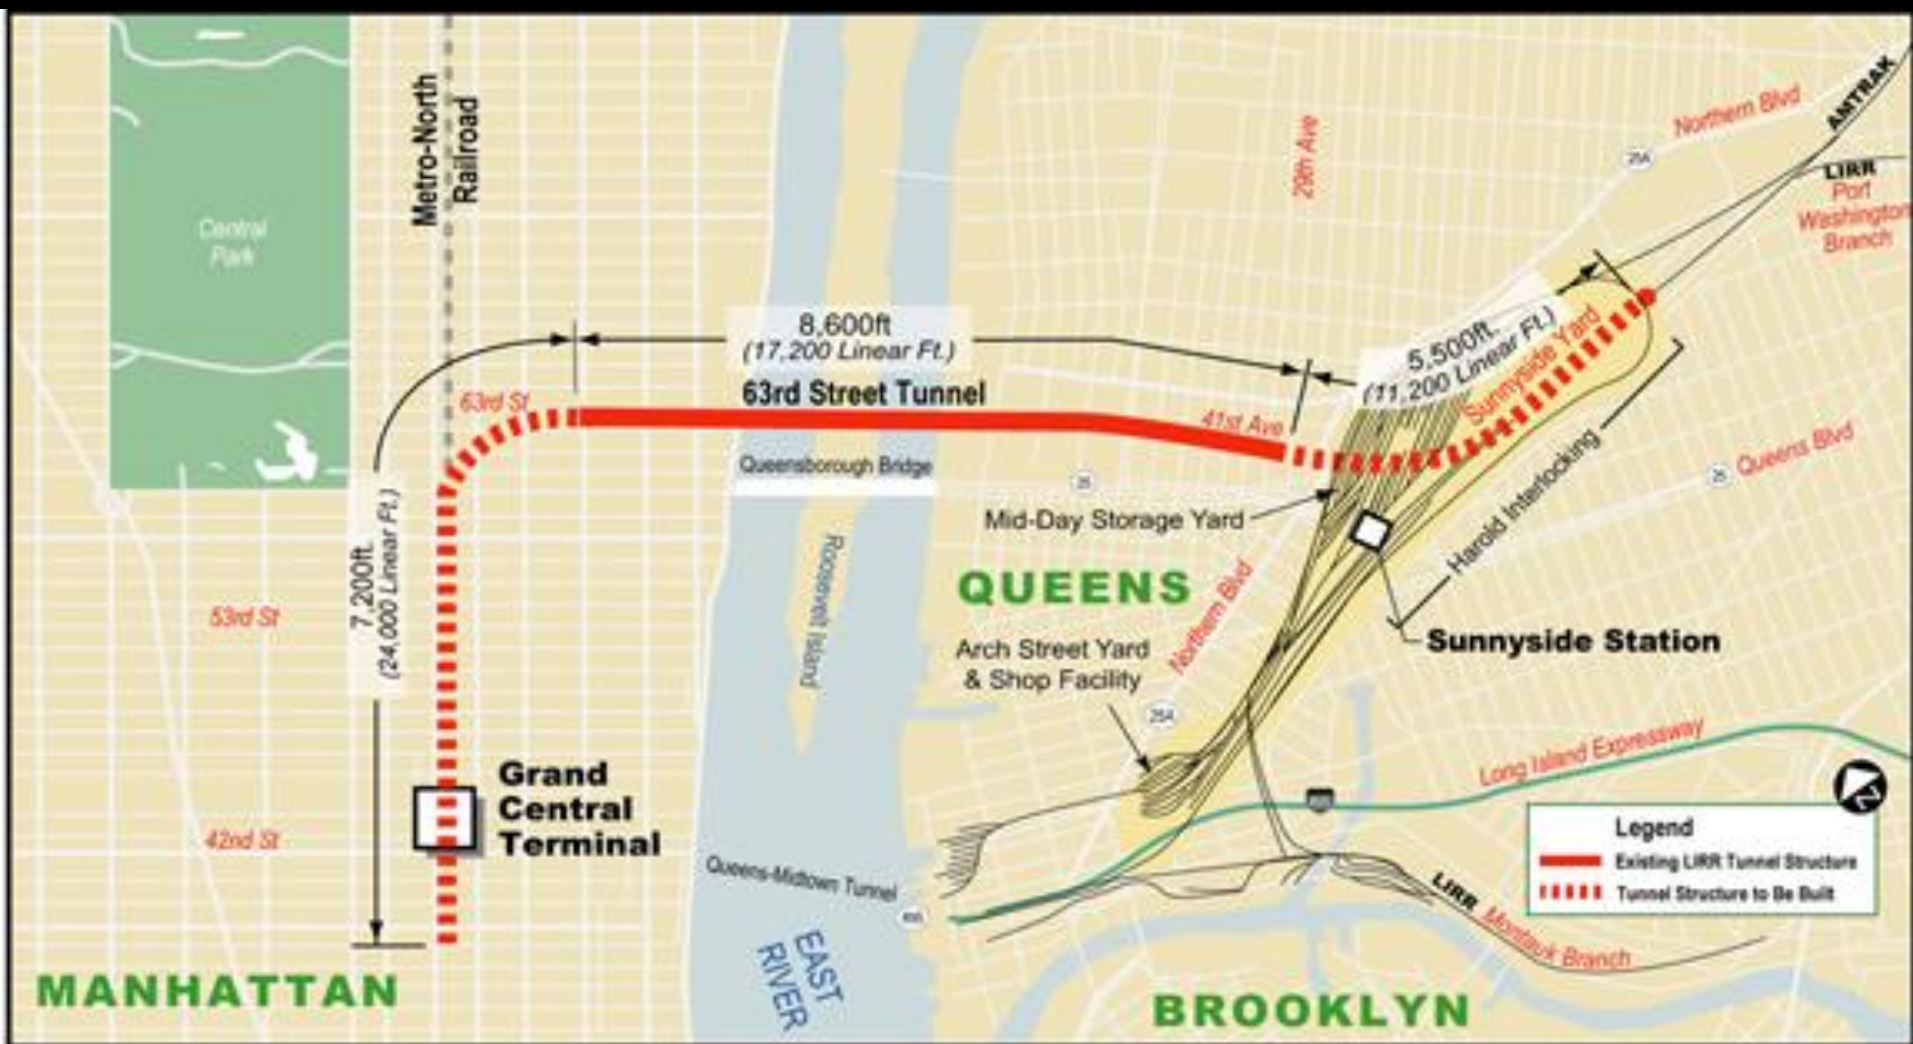 Central
Park
Metro-North
Railroad
63rd St
53rd St
42nd St
7,200ft.
(24,000 Linear Ft.)
Grand
Central
Terminal
MANHATTAN
8,600ft
(17,200 Linear Ft.)
63rd Street Tunnel
Queensborough Bridge
Roosevelt Island
Queens-Midtown Tunnel
EAST
RIVER
29th Ave
41st Ave
25
Mid-Day Storage Yard
QUEENS
Northern Blvd
Arch Street Yard
& Shop Facility
25A
5,500ft.
(11,200 Linear Ft.)
Sunnyside Yard
Northern Blvd
25A
AMTRAK
LIRR
Port
Washington
Branch
Harold Interlocking
25
Queens Blvd
Sunnyside Station
Long Island Expressway
LIRR Montauk Branch
BROOKLYN
N
Legend
Existing LIRR Tunnel Structure
Tunnel Structure to Be Built